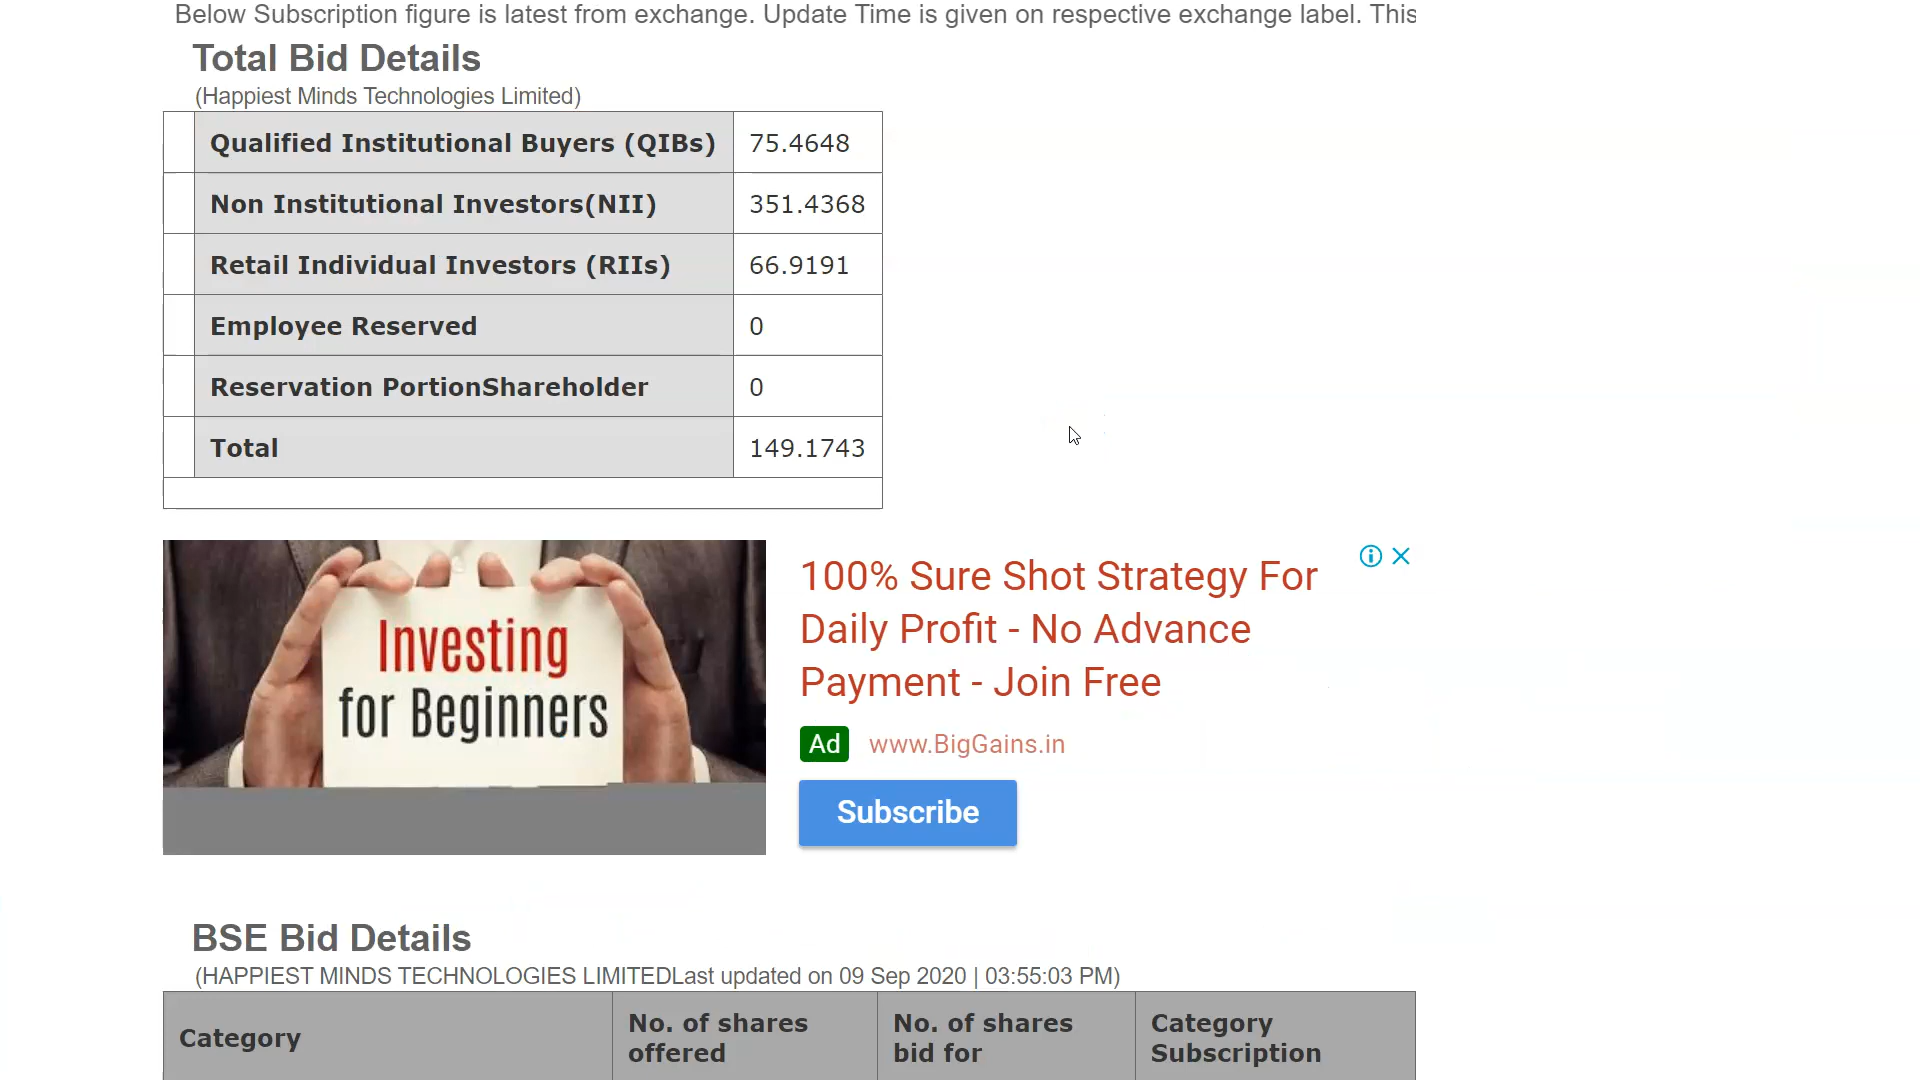 Below Subscription figure is latest from exchange. Update Time is given on respective exchange label. This
Total Bid Details
(Happiest Minds Technologies Limited)
Qualified Institutional Buyers (QIBs) 75.4648
Non Institutional Investors(NII) 351.4368
Retail Individual Investors (RIIs) 66.9191
Employee Reserved 0
Reservation PortionShareholder 0
Total 149.1743
Investing
for Beginners
100% Sure Shot Strategy For
Daily Profit - No Advance
Payment - Join Free
Ad www.BigGains.in
Subscribe
BSE Bid Details
(HAPPIEST MINDS TECHNOLOGIES LIMITEDLast updated on 09 Sep 2020 | 03:55:03 PM)
Category
No. of shares
offered
No. of shares
bid for
Category
Subscription